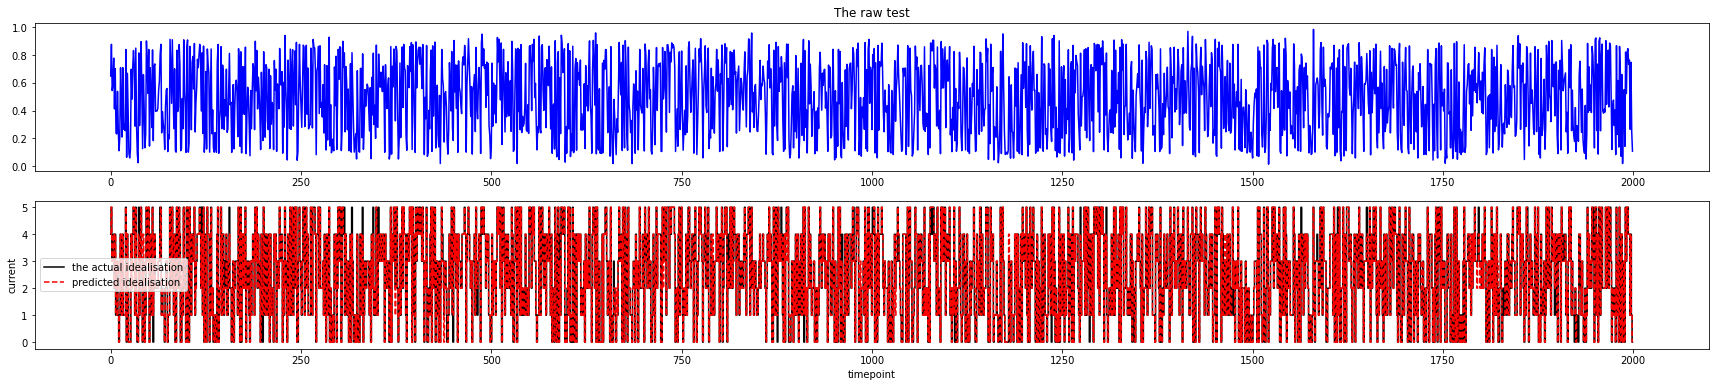 The raw test
1.0
0.8
0.6
0.4
0.2
0.0
0 250 500 750 1000 1250 1500 1750 2000
5
4
3
2
1
0
current
the actual idealisation
predicted idealisation
0 250 500 750 1000 1250 1500 1750 2000
timepoint